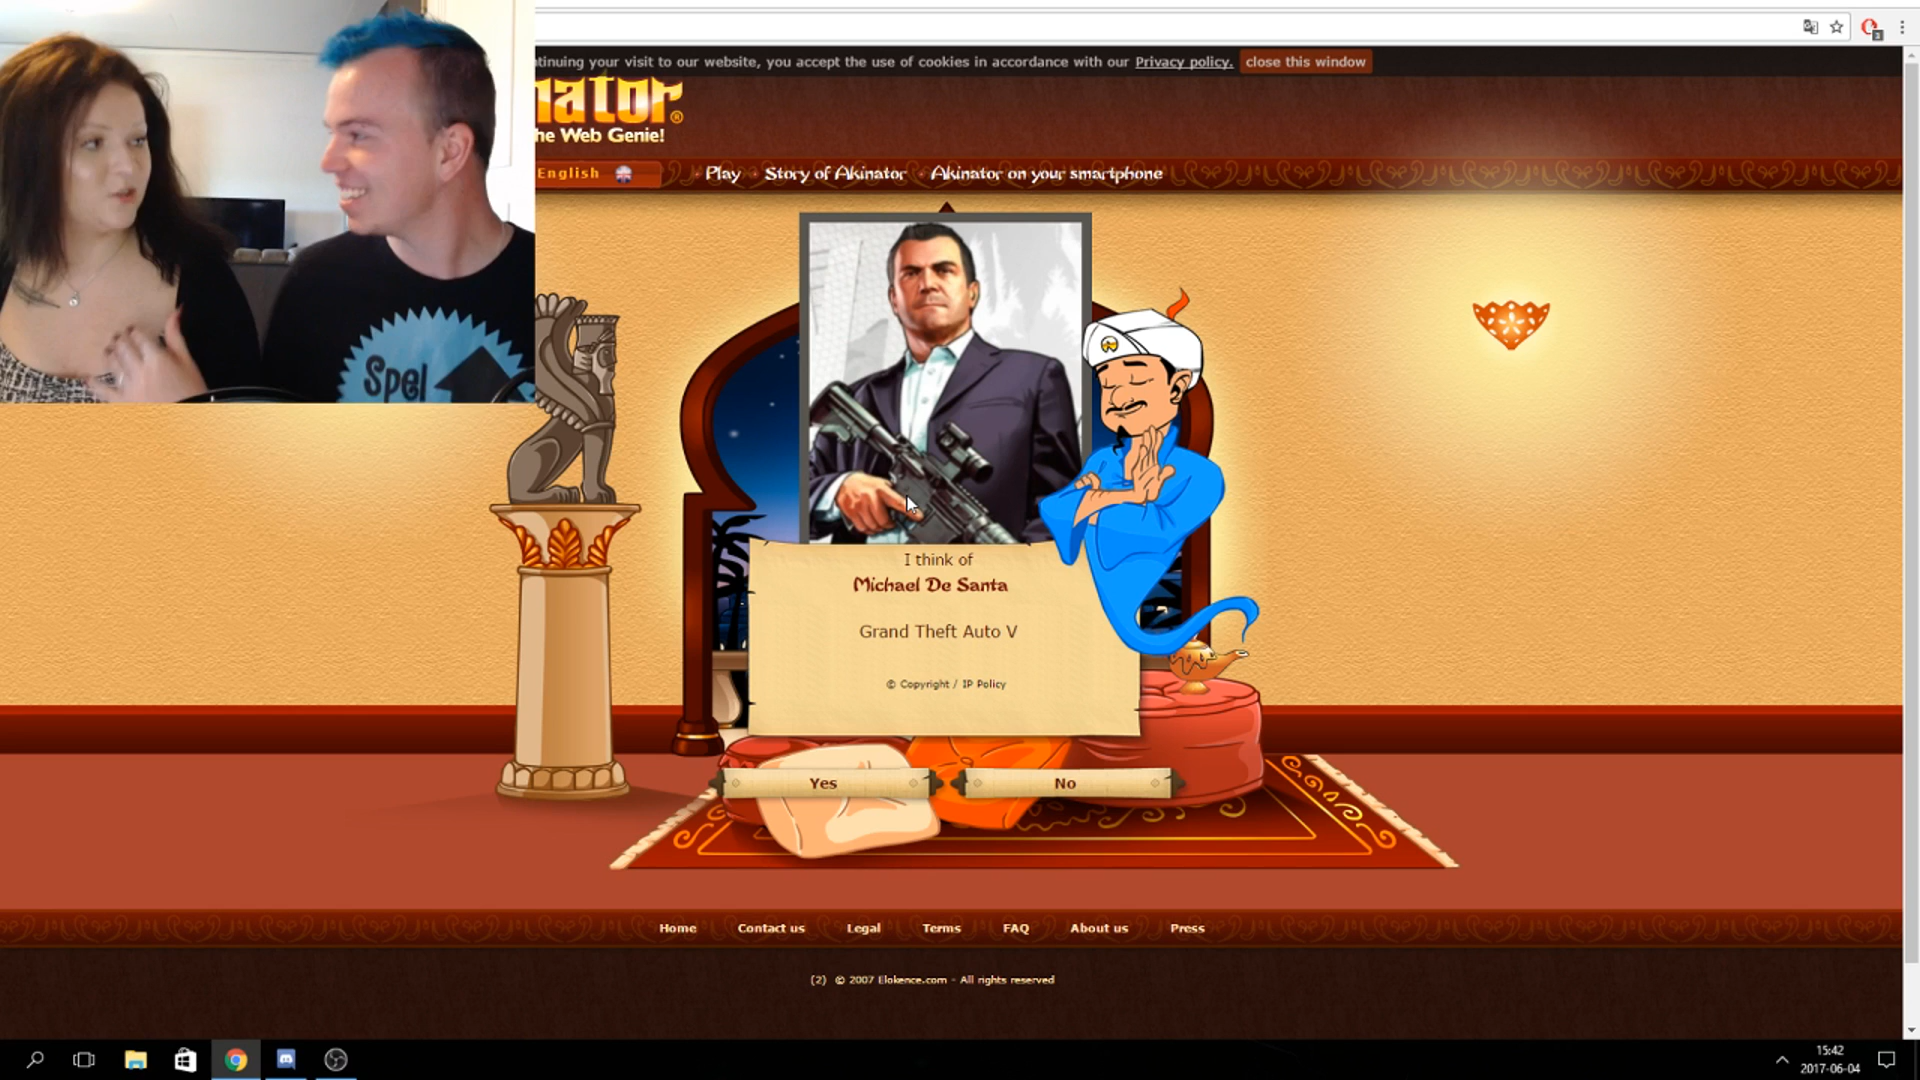 ntinuing your visit to our website, you accept the use of cookies in accordance with our Privacy policy. close this window
nator®
he Web Genie!
English
Play Story of Akinator Akinator on your smartphone
Spel
I think of
Michael De Santa
Grand Theft Auto V
© Copyright / IP Policy
Yes No
Home Contact us Legal Terms FAQ About us Press
(2) © 2007 Elokence.com - All rights reserved
15:42
2017-06-04